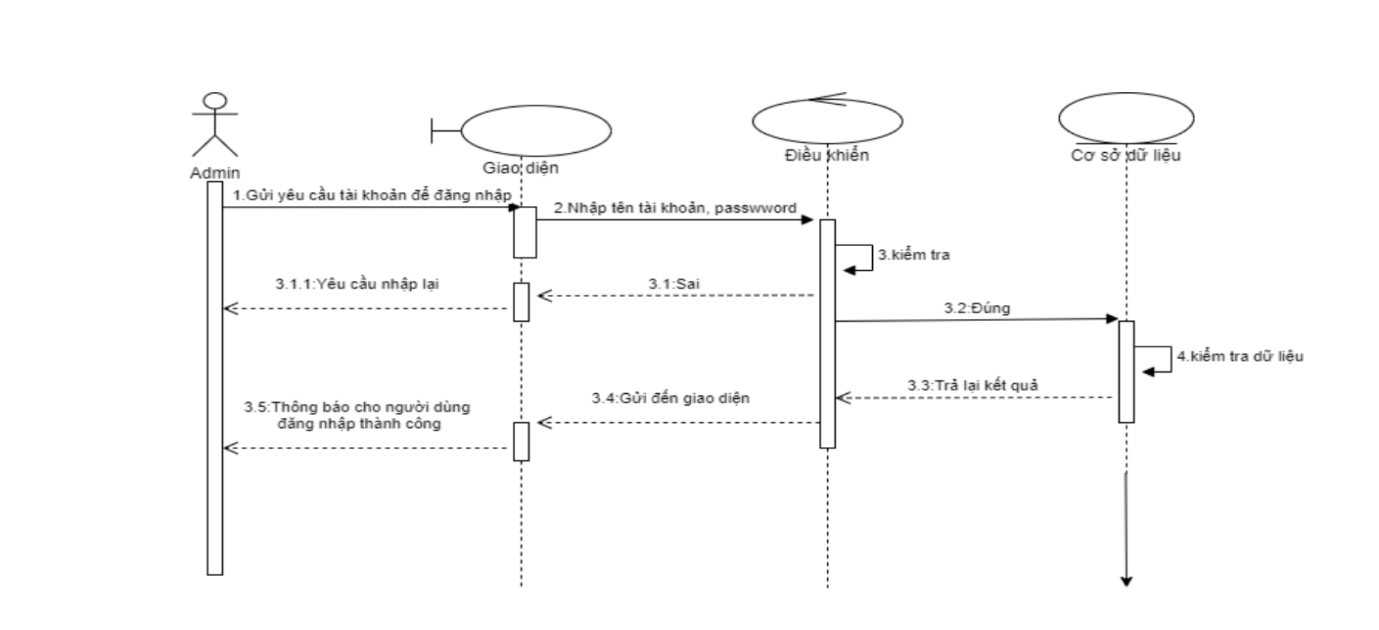 Admin
Giao diện
Điều khiển
Cơ sở dữ liệu
1.Gửi yêu cầu tài khoản để đăng nhập
2.Nhập tên tài khoản, passwword
3.kiểm tra
3.1:Sai
3.1.1:Yêu cầu nhập lại
3.2:Đúng
4.kiểm tra dữ liệu
3.3:Trả lại kết quả
3.4:Gửi đến giao diện
3.5:Thông báo cho người dùng
đăng nhập thành công